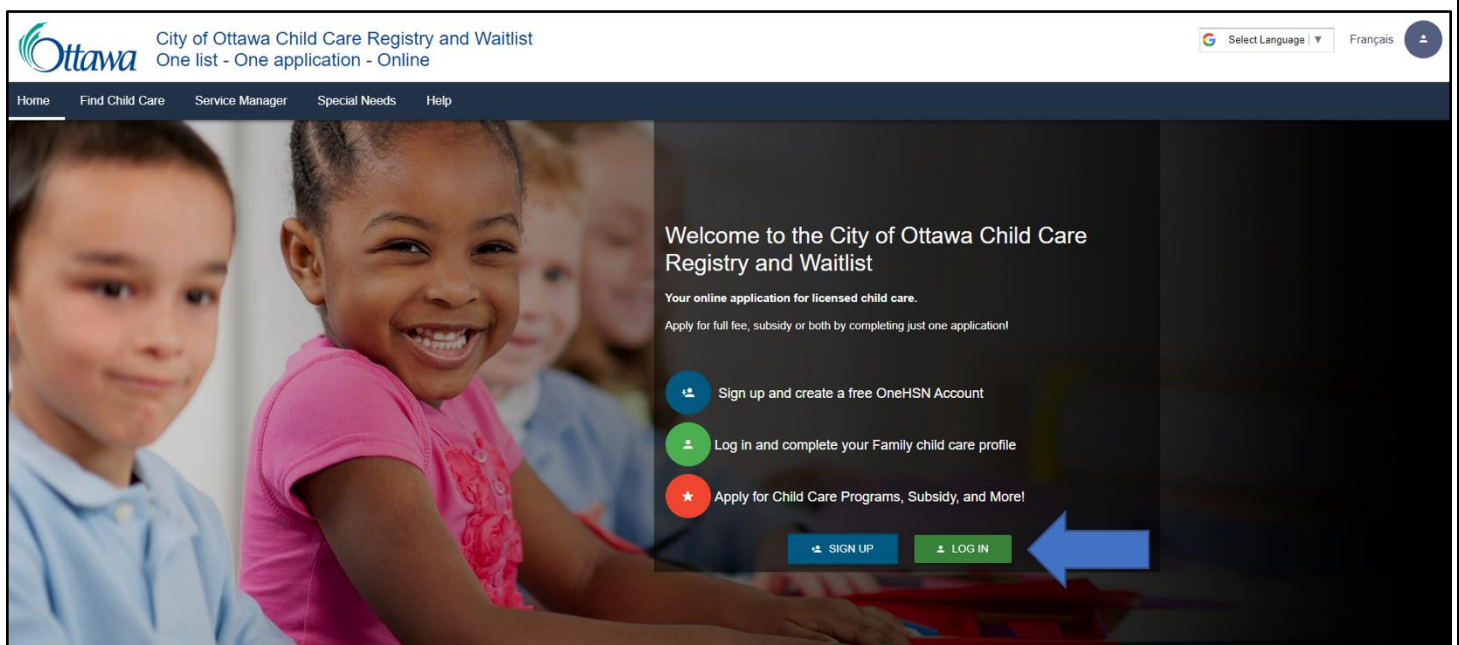 Ottawa
City of Ottawa Child Care Registry and Waitlist
One list - One application - Online
G Select Language ▼
Français
Home Find Child Care Service Manager Special Needs Help
Welcome to the City of Ottawa Child Care
Registry and Waitlist
Your online application for licensed child care.
Apply for full fee, subsidy or both by completing just one application!
Sign up and create a free OneHSN Account
Log in and complete your Family child care profile
Apply for Child Care Programs, Subsidy, and More!
SIGN UP LOG IN